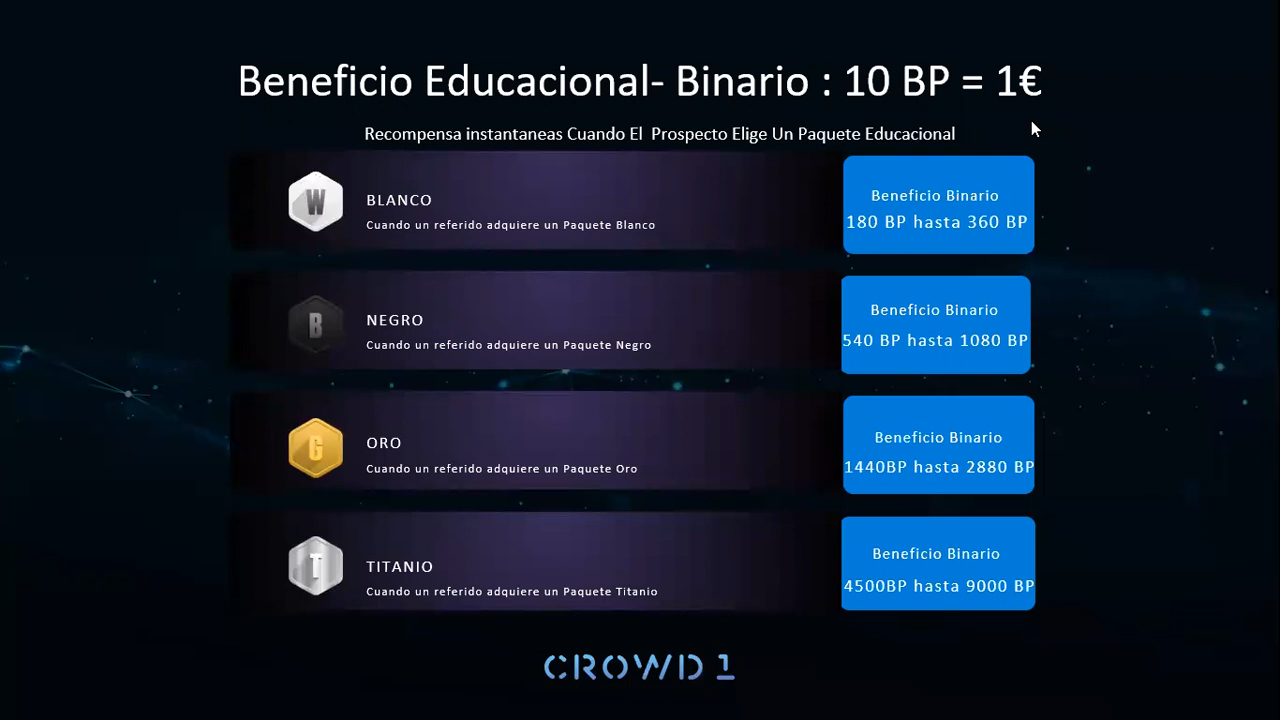 Beneficio Educacional- Binario : 10 BP = 1€
Recompensa instantaneas Cuando El Prospecto Elige Un Paquete Educacional
W
BLANCO
Cuando un referido adquiere un Paquete Blanco
Beneficio Binario
180 BP hasta 360 BP
B
NEGRO
Cuando un referido adquiere un Paquete Negro
Beneficio Binario
540 BP hasta 1080 BP
G
ORO
Cuando un referido adquiere un Paquete Oro
Beneficio Binario
1440BP hasta 2880 BP
T
TITANIO
Cuando un referido adquiere un Paquete Titanio
Beneficio Binario
4500BP hasta 9000 BP
CROWD 1